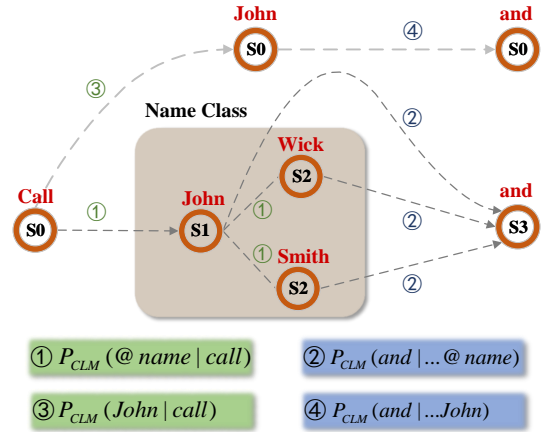 John
and
S0
④
S0
③
Name Class
②
Wick
Call
John
S2
and
①
①
②
S0
S1
S3
①
Smith
S2
②
① P_CLM (@ name | call)
② P_CLM (and | ...@ name)
③ P_CLM (John | call)
④ P_CLM (and | ...John)